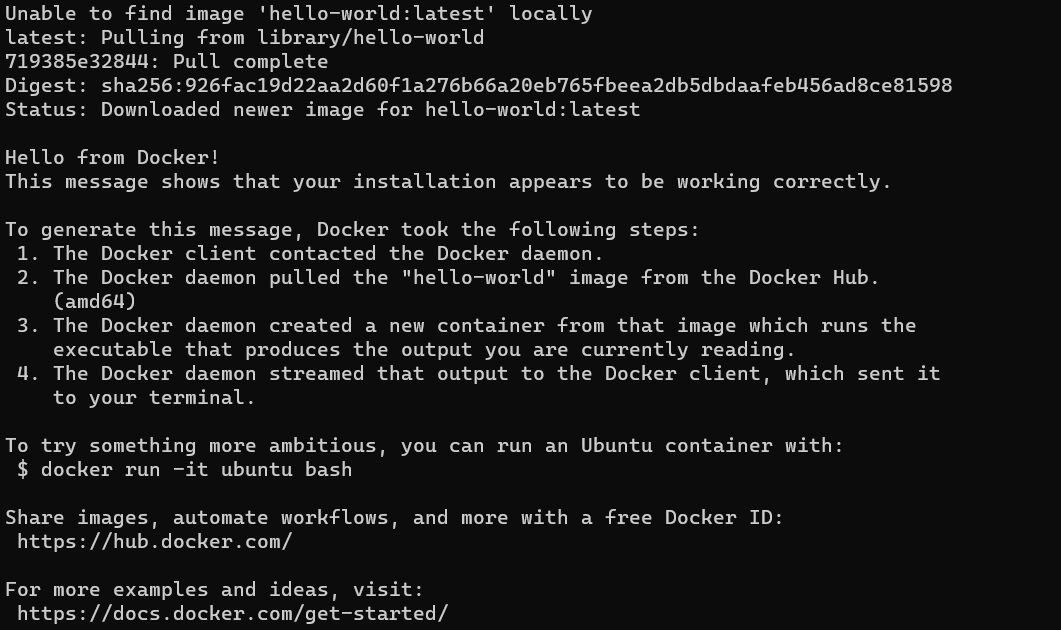 Unable to find image 'hello-world:latest' locally
latest: Pulling from library/hello-world
719385e32844: Pull complete
Digest: sha256:926fac19d22aa2d60f1a276b66a20eb765fbeea2db5dbdaafeb456ad8ce81598
Status: Downloaded newer image for hello-world:latest

Hello from Docker!
This message shows that your installation appears to be working correctly.

To generate this message, Docker took the following steps:
 1. The Docker client contacted the Docker daemon.
 2. The Docker daemon pulled the "hello-world" image from the Docker Hub.
    (amd64)
 3. The Docker daemon created a new container from that image which runs the
    executable that produces the output you are currently reading.
 4. The Docker daemon streamed that output to the Docker client, which sent it
    to your terminal.

To try something more ambitious, you can run an Ubuntu container with:
 $ docker run -it ubuntu bash

Share images, automate workflows, and more with a free Docker ID:
 https://hub.docker.com/

For more examples and ideas, visit:
 https://docs.docker.com/get-started/